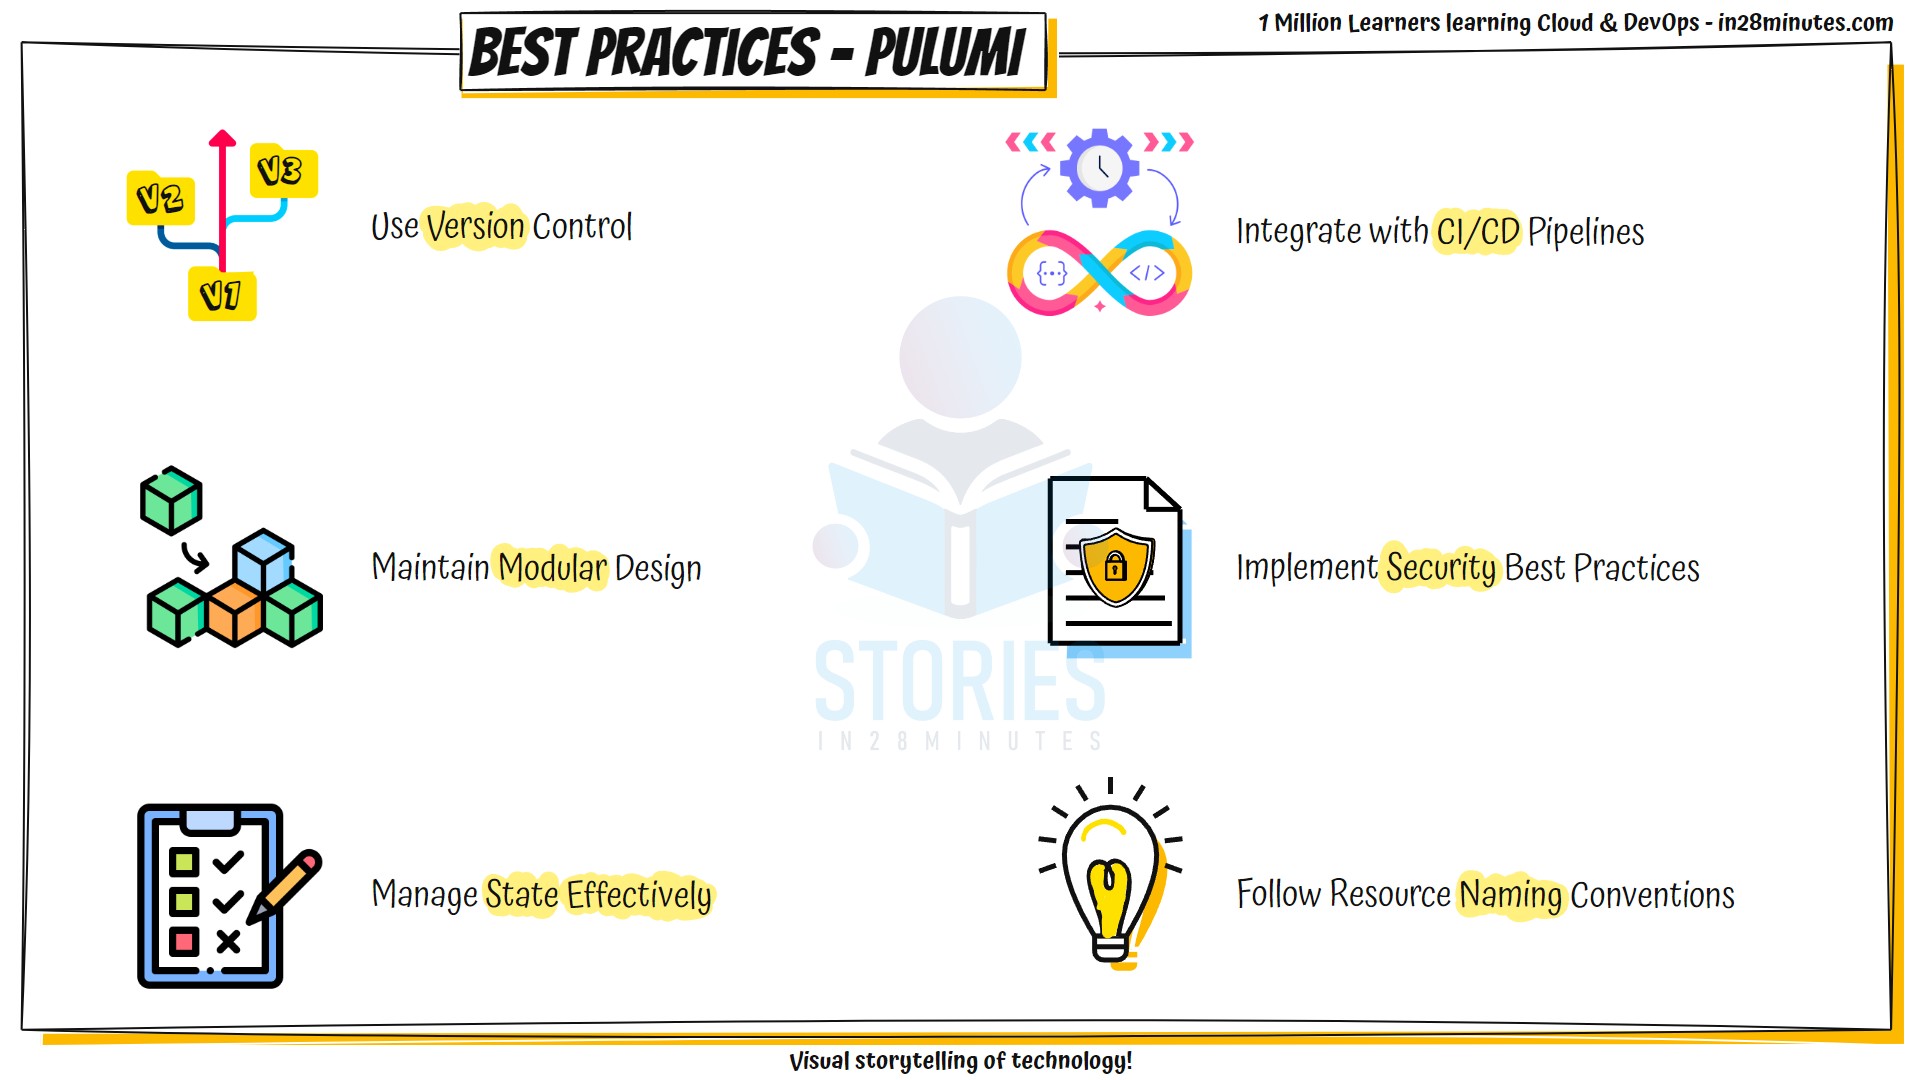 1 Million Learners learning Cloud & DevOps - in28minutes.com
BEST PRACTICES - PULUMI
V2
V3
V1
Use Version Control
{...}
</>
Integrate with CI/CD Pipelines
Maintain Modular Design
Implement Security Best Practices
STORIES
IN28MINUTES
Manage State Effectively
Follow Resource Naming Conventions
Visual storytelling of technology!